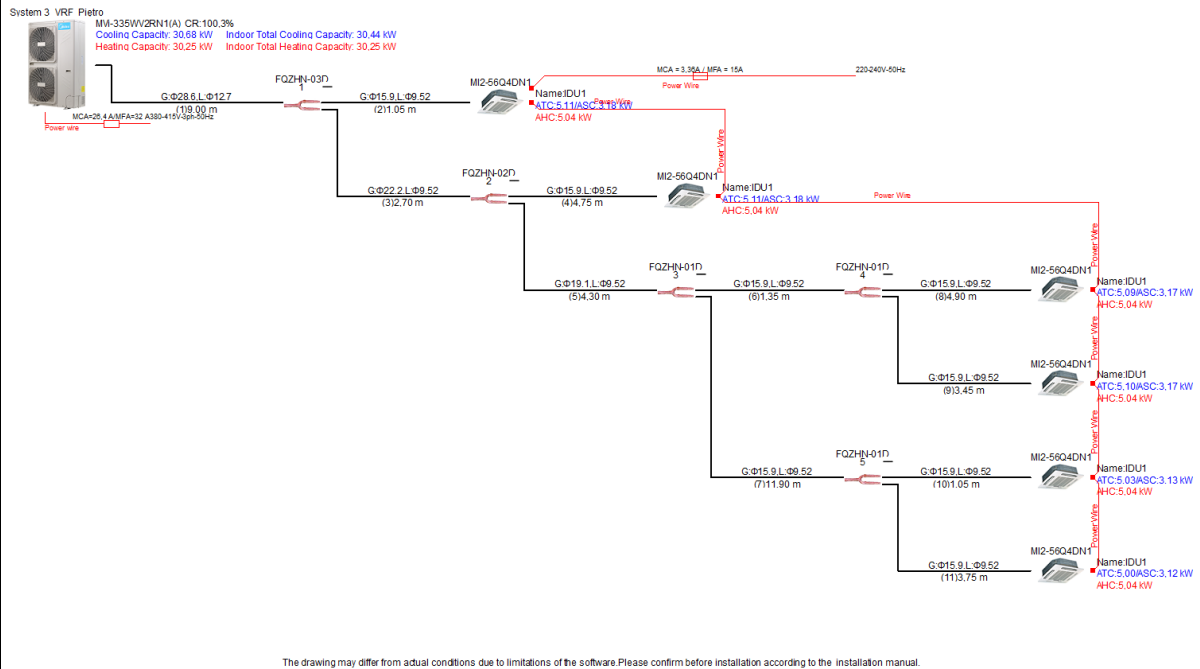 System 3 VRF Pietro
MVI-335WV2RN1(A) CR:100.3%
Cooling Capacity: 30,68 kW Indoor Total Cooling Capacity: 30,44 kW
Heating Capacity: 30,25 kW Indoor Total Heating Capacity: 30,25 kW
MCA = 3,36A / MFA = 15A
220-240V-50Hz
Power Wire
FQZHN-03D
1
MI2-56Q4DN1
G:Φ28.6,L:Φ12.7
(1)9.00 m
G:Φ15.9,L:Φ9.52
(2)1.05 m
Name:IDU1
ATC:5.11/ASC:3.18 kW
Power Wire
AHC:5.04 kW
MCA=26,4 A/MFA=32 A380-415V-3ph-50Hz
Power wire
Power Wire
FQZHN-02D
2
MI2-56Q4DN1
G:Φ22.2,L:Φ9.52
(3)2,70 m
G:Φ15.9,L:Φ9.52
(4)4,75 m
Name:IDU1
ATC:5,11/ASC:3,18 kW
AHC:5,04 kW
Power Wire
Power Wire
FQZHN-01D
3
FQZHN-01D
4
MI2-56Q4DN1
G:Φ19.1,L:Φ9.52
(5)4.30 m
G:Φ15.9,L:Φ9.52
(6)1.35 m
G:Φ15.9,L:Φ9.52
(8)4,90 m
Name:IDU1
ATC:5,09/ASC:3,17 kW
AHC:5.04 kW
Power Wire
MI2-56Q4DN1
G:Φ15.9,L:Φ9.52
(9)3,45 m
Name:IDU1
ATC:5,10/ASC:3,17 kW
AHC:5.04 kW
Power Wire
FQZHN-01D
5
MI2-56Q4DN1
G:Φ15.9,L:Φ9.52
(7)11.90 m
G:Φ15.9,L:Φ9.52
(10)1.05 m
Name:IDU1
ATC:5.03/ASC:3.13 kW
AHC:5.04 kW
Power Wire
MI2-56Q4DN1
G:Φ15.9,L:Φ9.52
(11)3,75 m
Name:IDU1
ATC:5,00/ASC:3,12 kW
AHC:5.04 kW
The drawing may differ from actual conditions due to limitations of the software.Please confirm before installation according to the installation manual.